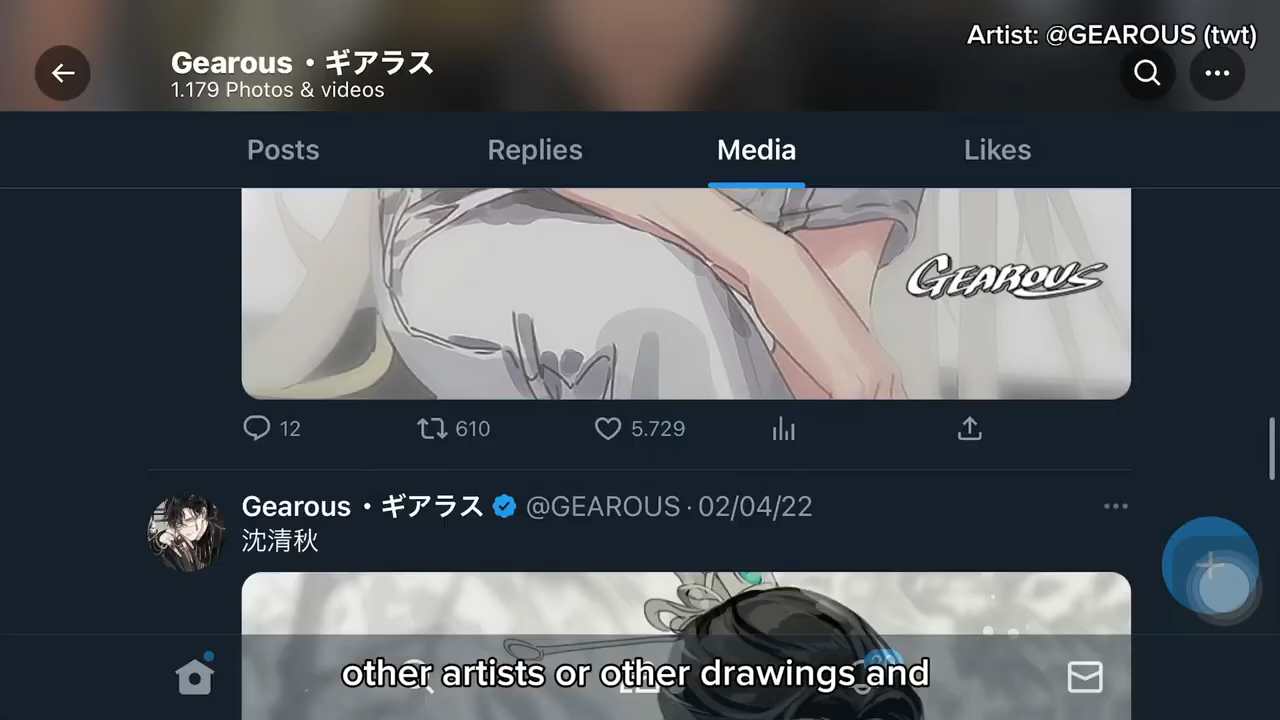 Artist: @GEAROUS (twt)
Gearous・ギアラス
1.179 Photos & videos
Posts
Replies
Media
Likes
GEAROUS
12
610
5.729
Gearous・ギアラス @GEAROUS · 02/04/22
沈清秋
other artists or other drawings and